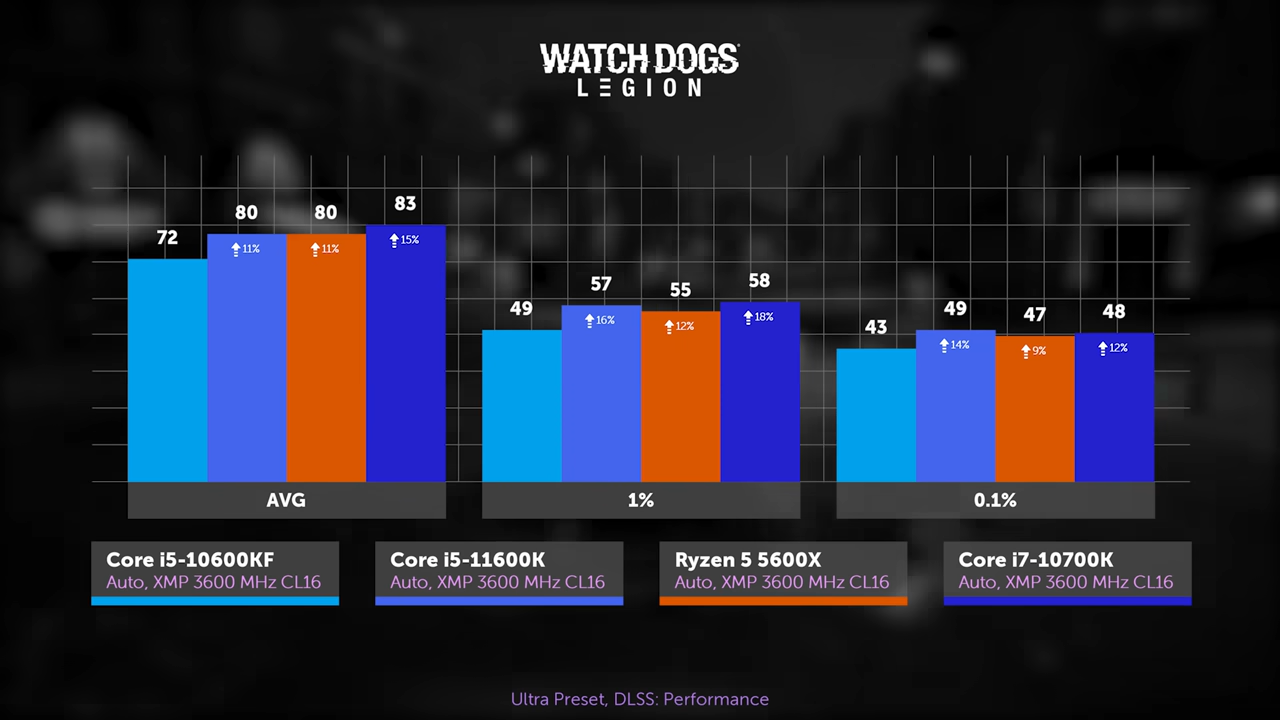 WATCH DOGS
LEGION
72
80
80
83
11%
11%
15%
49
57
55
58
16%
12%
18%
43
49
47
48
14%
9%
12%
AVG
1%
0.1%
Core i5-10600KF
Auto, XMP 3600 MHz CL16
Core i5-11600K
Auto, XMP 3600 MHz CL16
Ryzen 5 5600X
Auto, XMP 3600 MHz CL16
Core i7-10700K
Auto, XMP 3600 MHz CL16
Ultra Preset, DLSS: Performance